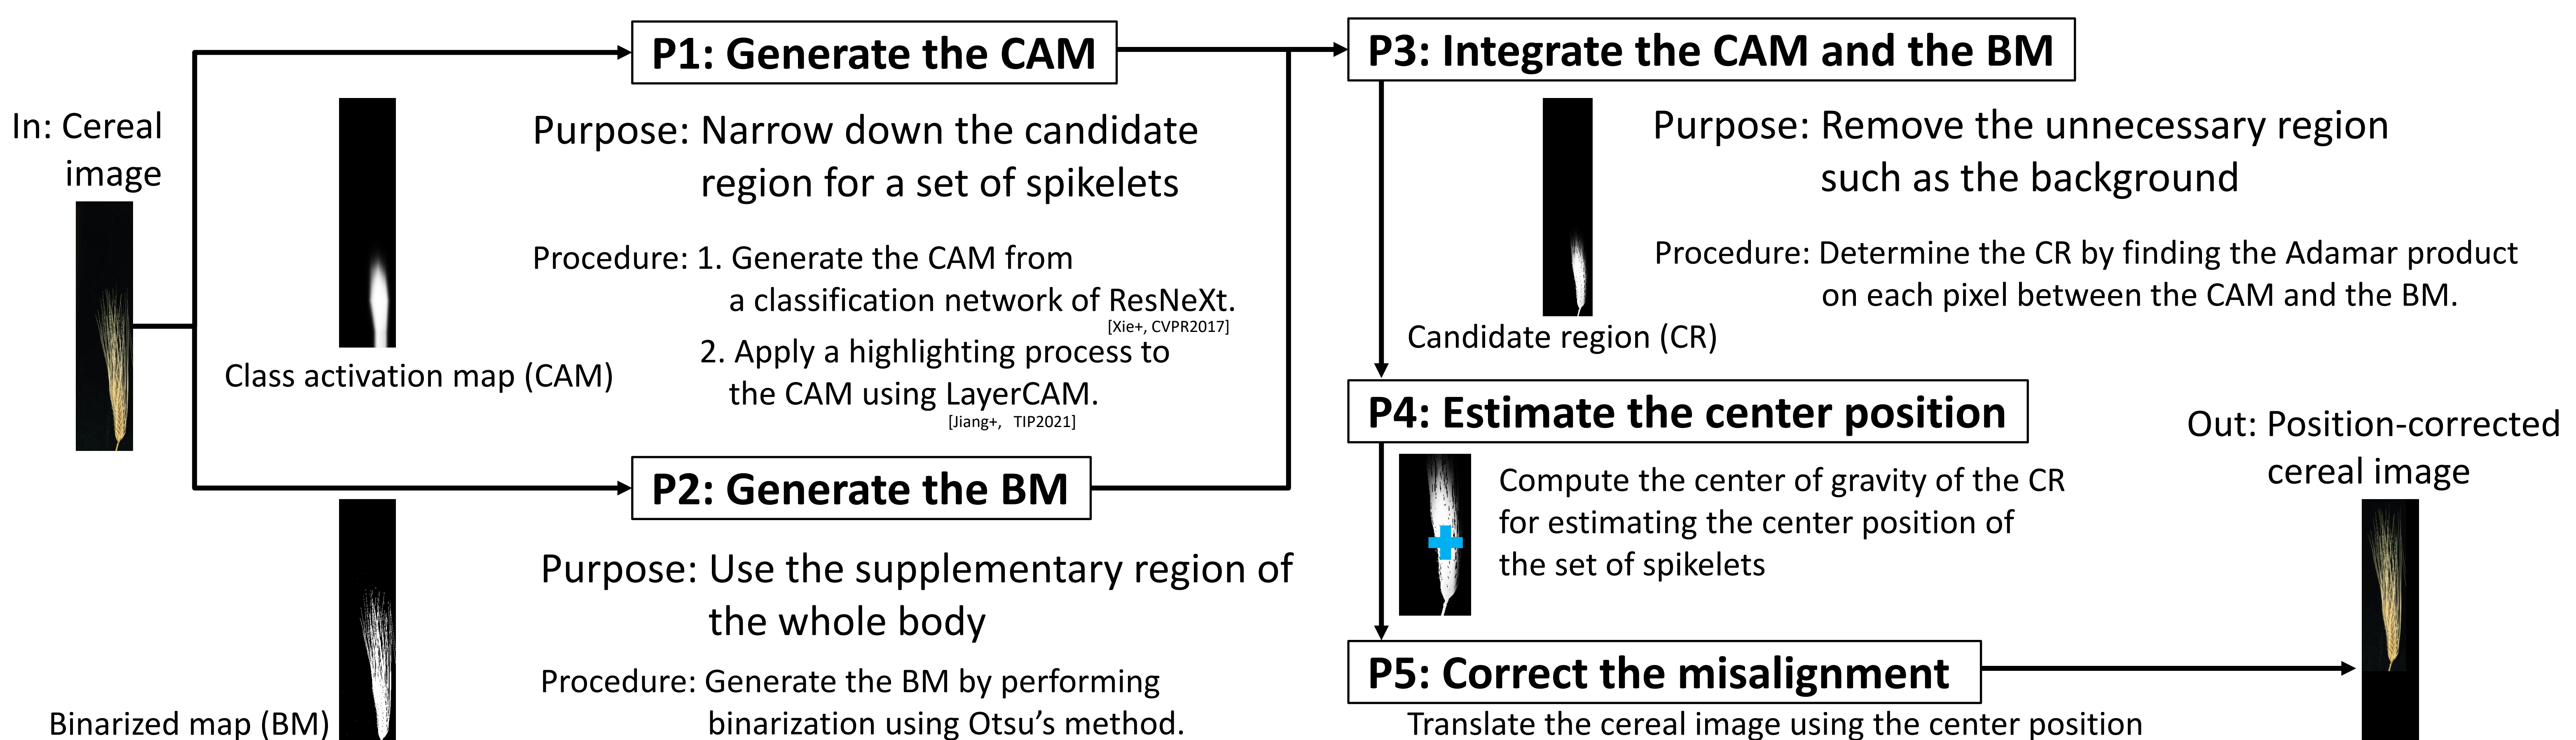 In: Cereal
image
P1: Generate the CAM
Purpose: Narrow down the candidate
region for a set of spikelets
Procedure: 1. Generate the CAM from
a classification network of ResNeXt.
[Xie+, CVPR2017]
2. Apply a highlighting process to
the CAM using LayerCAM.
[Jiang+, TIP2021]
Class activation map (CAM)
P2: Generate the BM
Purpose: Use the supplementary region of
the whole body
Procedure: Generate the BM by performing
binarization using Otsu's method.
Binarized map (BM)
P3: Integrate the CAM and the BM
Purpose: Remove the unnecessary region
such as the background
Procedure: Determine the CR by finding the Adamar product
on each pixel between the CAM and the BM.
Candidate region (CR)
P4: Estimate the center position
Compute the center of gravity of the CR
for estimating the center position of
the set of spikelets
P5: Correct the misalignment
Translate the cereal image using the center position
Out: Position-corrected
cereal image